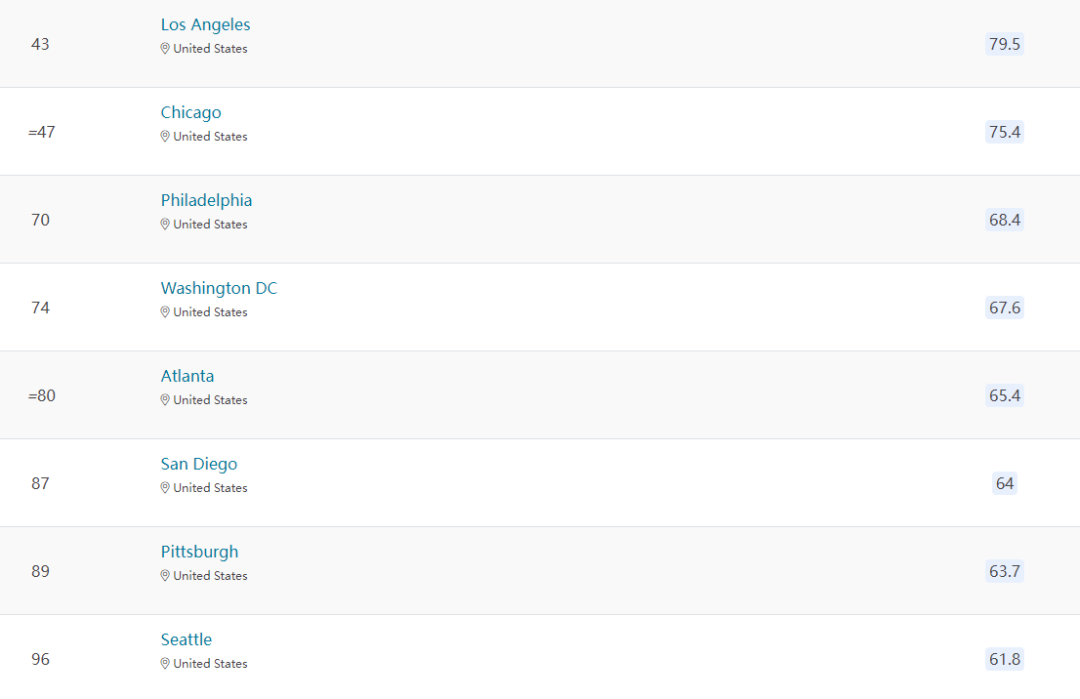 43
Los Angeles
United States
79.5
=47
Chicago
United States
75.4
70
Philadelphia
United States
68.4
74
Washington DC
United States
67.6
=80
Atlanta
United States
65.4
87
San Diego
United States
64
89
Pittsburgh
United States
63.7
96
Seattle
United States
61.8